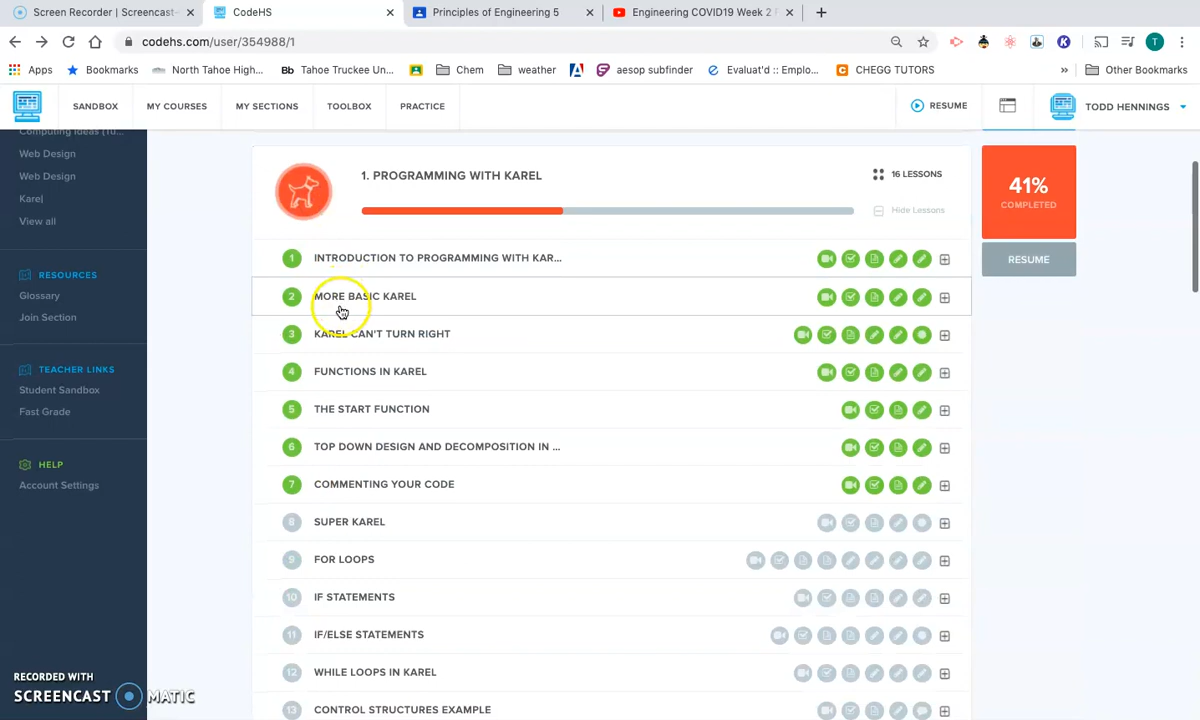 Screen Recorder | Screencast-
CodeHS
Principles of Engineering 5
Engineering COVID19 Week 2 F
codehs.com/user/354988/1
Apps
Bookmarks
North Tahoe High...
Bb Tahoe Truckee Un...
Chem
weather
aesop subfinder
Evaluat'd :: Emplo...
CHEGG TUTORS
»
Other Bookmarks
SANDBOX
MY COURSES
MY SECTIONS
TOOLBOX
PRACTICE
RESUME
TODD HENNINGS
Computing Ideas (Tu...
Web Design
Web Design
Karel
View all
RESOURCES
Glossary
Join Section
TEACHER LINKS
Student Sandbox
Fast Grade
HELP
Account Settings
1. PROGRAMMING WITH KAREL
16 LESSONS
Hide Lessons
41%
COMPLETED
RESUME
1 INTRODUCTION TO PROGRAMMING WITH KAR...
2 MORE BASIC KAREL
3 KAREL CAN'T TURN RIGHT
4 FUNCTIONS IN KAREL
5 THE START FUNCTION
6 TOP DOWN DESIGN AND DECOMPOSITION IN ...
7 COMMENTING YOUR CODE
8 SUPER KAREL
9 FOR LOOPS
10 IF STATEMENTS
11 IF/ELSE STATEMENTS
12 WHILE LOOPS IN KAREL
13 CONTROL STRUCTURES EXAMPLE
RECORDED WITH
SCREENCAST MATIC